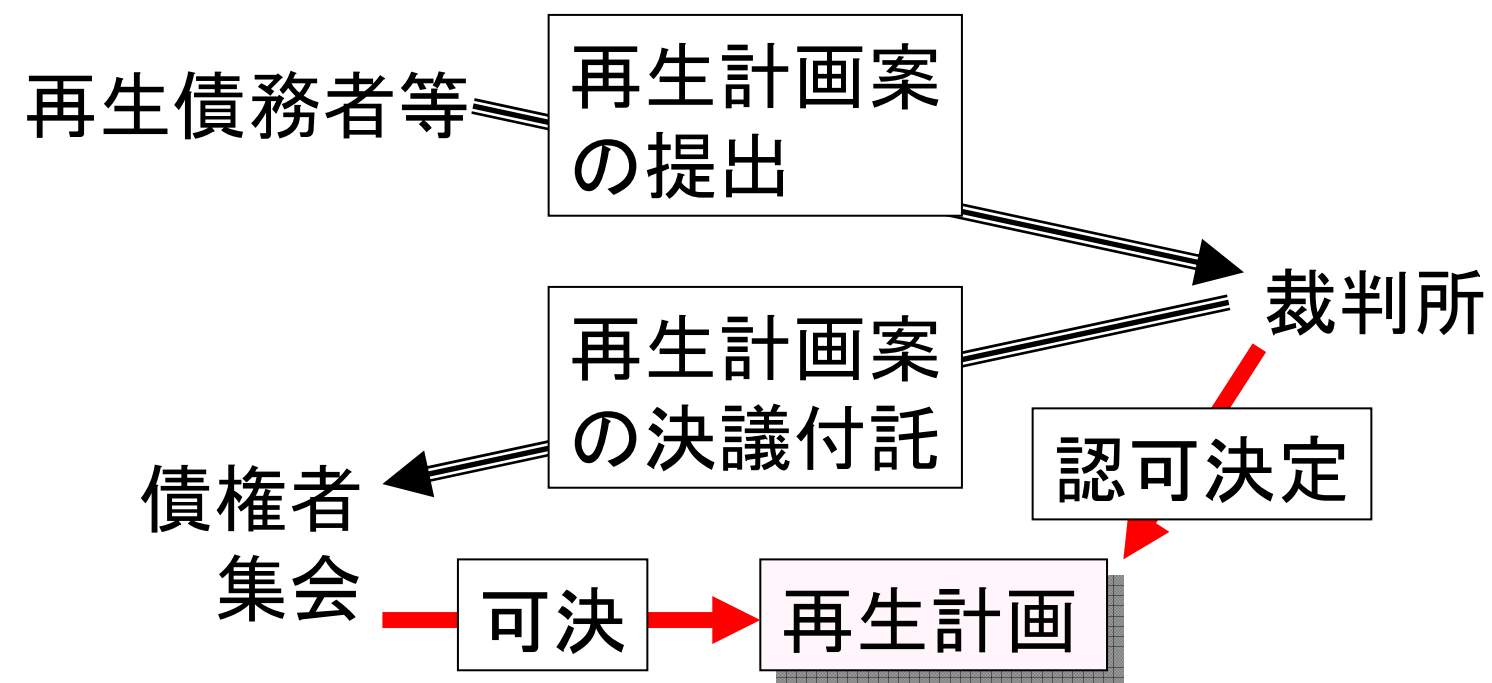 再生債務者等
再生計画案
の提出
裁判所
再生計画案
の決議付託
認可決定
債権者
集会
可決
再生計画